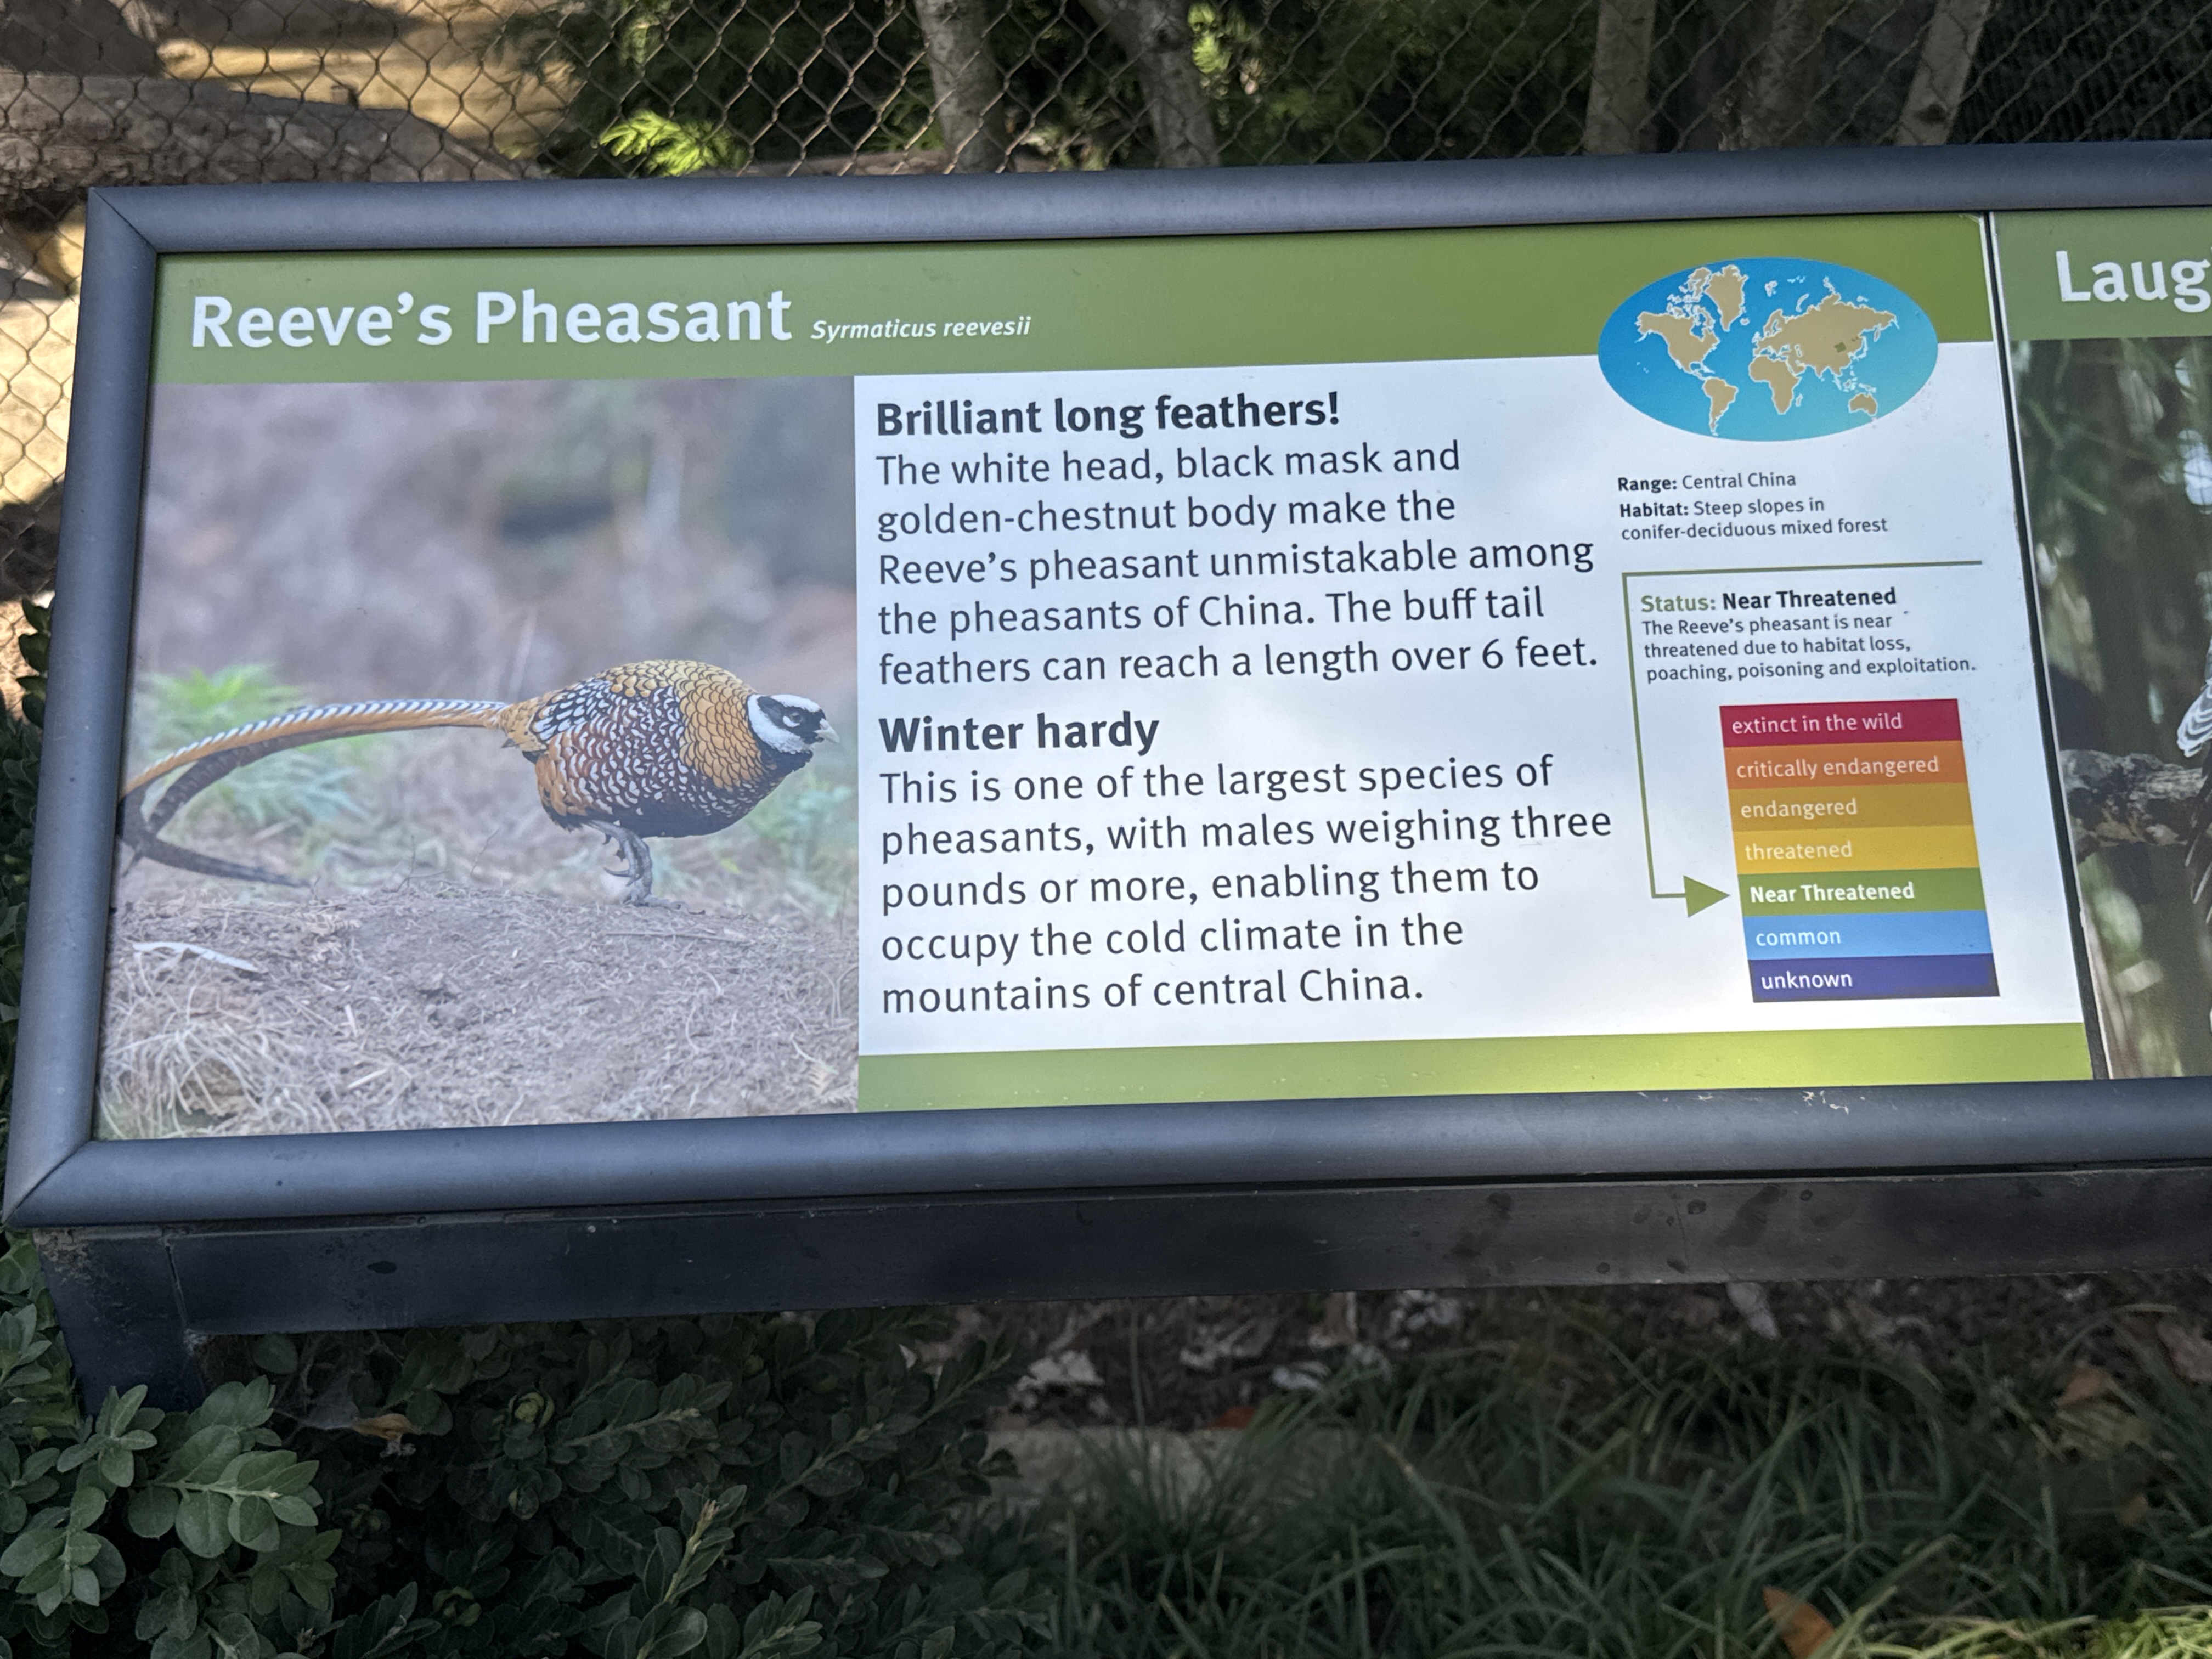 Reeve's Pheasant Syrmaticus reevesii
Brilliant long feathers!
The white head, black mask and
golden-chestnut body make the
Reeve's pheasant unmistakable among
the pheasants of China. The buff tail
feathers can reach a length over 6 feet.
Winter hardy
This is one of the largest species of
pheasants, with males weighing three
pounds or more, enabling them to
occupy the cold climate in the
mountains of central China.
Range: Central China
Habitat: Steep slopes in
conifer-deciduous mixed forest
Status: Near Threatened
The Reeve's pheasant is near
threatened due to habitat loss,
poaching, poisoning and exploitation.
extinct in the wild
critically endangered
endangered
threatened
Near Threatened
common
unknown
Laug